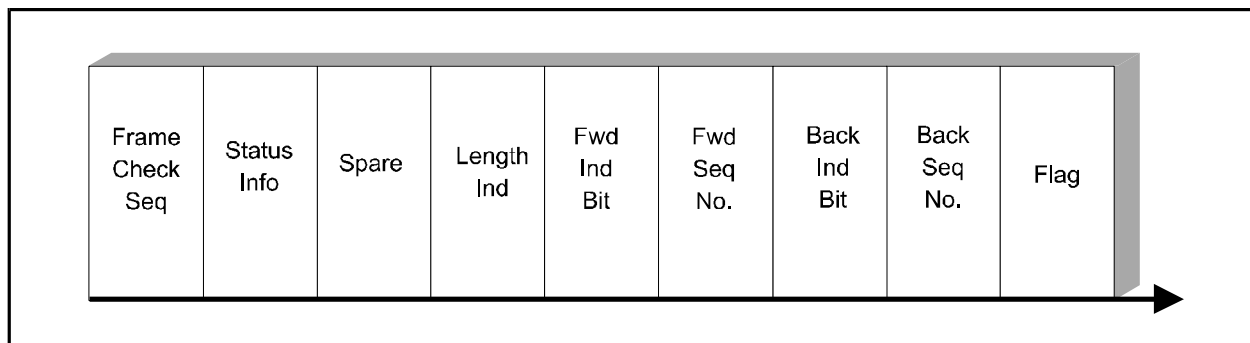 Frame
Check
Seq
Status
Info
Spare
Length
Ind
Fwd
Ind
Bit
Fwd
Seq
No.
Back
Ind
Bit
Back
Seq
No.
Flag